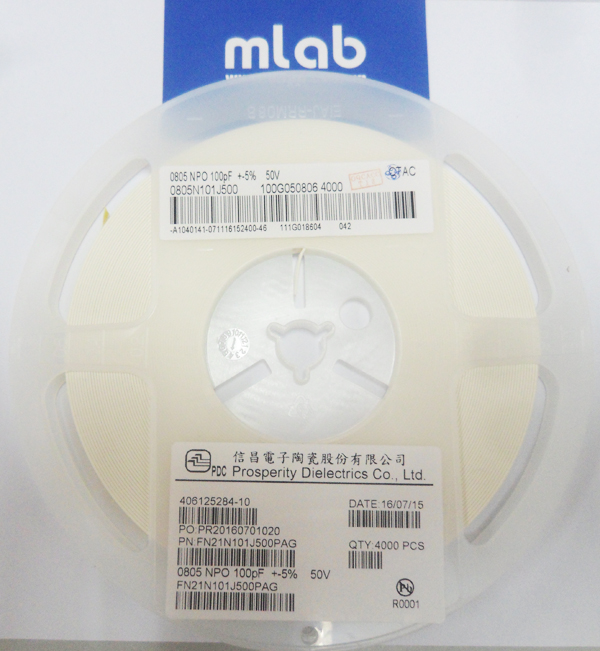 mlab
0805 NPO 100pF +-5% 50V
0805N101J500 100G050806 4000
QTAC
-A1040141-071116152400-46 111G018604 042
信昌電子陶瓷股份有限公司
PDC Prosperity Dielectrics Co., Ltd.
406125284-10
DATE:16/07/15
PO:PR20160701020
PN:FN21N101J500PAG
QTY:4000 PCS
0805 NPO 100pF +-5% 50V
FN21N101J500PAG
R0001